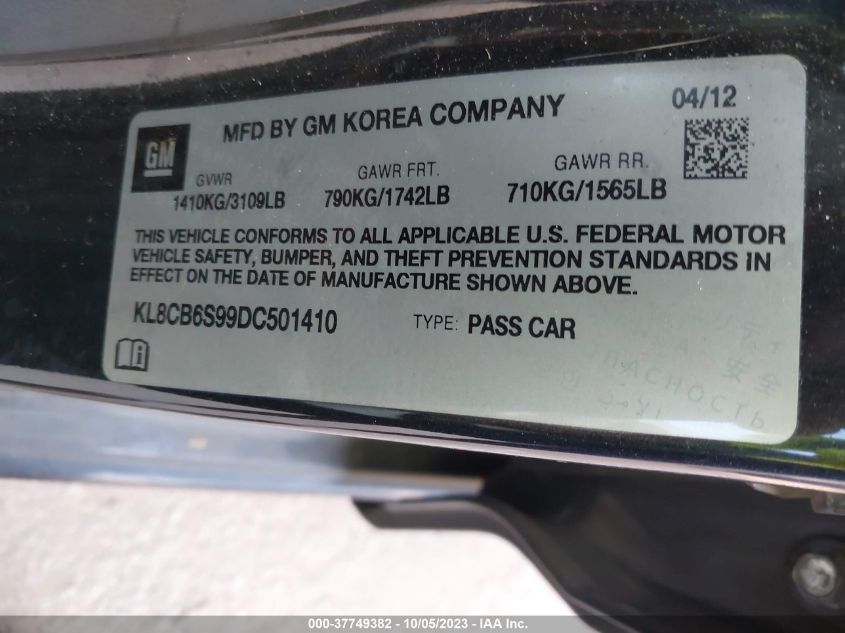 MFD BY GM KOREA COMPANY 04/12
GM
GVWR GAWR FRT. GAWR RR.
1410KG/3109LB 790KG/1742LB 710KG/1565LB
THIS VEHICLE CONFORMS TO ALL APPLICABLE U.S. FEDERAL MOTOR
VEHICLE SAFETY, BUMPER, AND THEFT PREVENTION STANDARDS IN
EFFECT ON THE DATE OF MANUFACTURE SHOWN ABOVE.
KL8CB6S99DC501410 TYPE: PASS CAR
安全
000-37749382 - 10/05/2023 - IAA Inc.